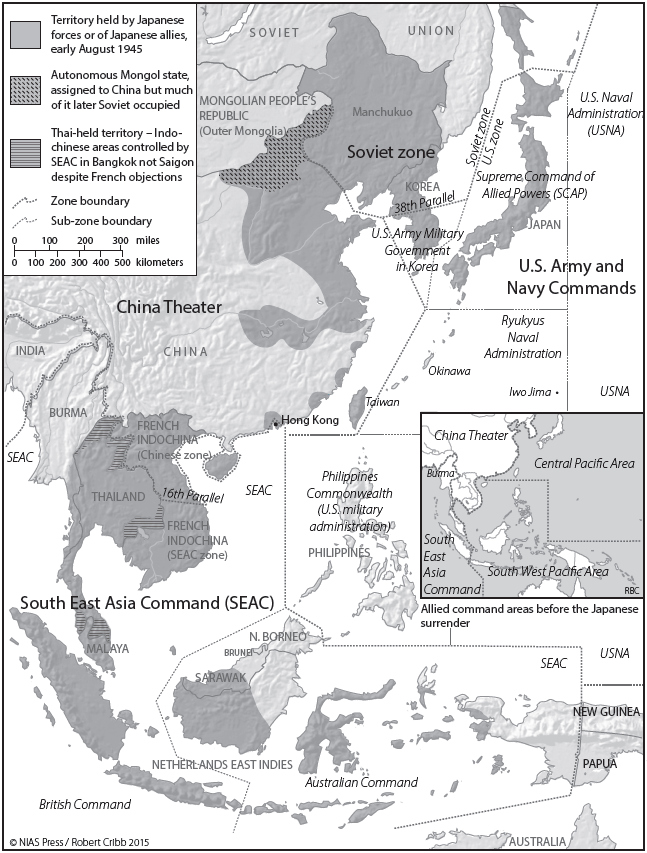 Territory held by Japanese
forces or of Japanese allies,
early August 1945
Autonomous Mongol state,
assigned to China but much
of it later Soviet occupied
Thai-held territory – Indo-
chinese areas controlled by
SEAC in Bangkok not Saigon
despite French objections
Zone boundary
Sub-zone boundary
0 100 200 300 miles
0 100 200 300 400 500 kilometers
SOVIET UNION
MONGOLIAN PEOPLE'S
REPUBLIC
(Outer Mongolia)
Manchukuo
Soviet zone
Soviet zone
U.S. zone
U.S. Naval
Administration
(USNA)
KOREA
38th Parallel
Supreme Command of
Allied Powers (SCAP)
JAPAN
U.S. Army Military
Government
in Korea
U.S. Army and
Navy Commands
China Theater
CHINA
INDIA
BURMA
SEAC
Ryukyus
Naval
Administration
Okinawa
Iwo Jima
USNA
Taiwan
Hong Kong
FRENCH
INDOCHINA
(Chinese zone)
THAILAND
16th Parallel
SEAC
FRENCH
INDOCHINA
(SEAC zone)
Philippines
Commonwealth
(U.S. military
administration)
PHILIPPINES
China Theater
Burma
Central Pacific Area
South
East
Asia
Command
South West Pacific Area
RBC
Allied command areas before the Japanese
surrender
South East Asia Command (SEAC)
MALAYA
N. BORNEO
BRUNEI
SARAWAK
SEAC
USNA
NEW GUINEA
PAPUA
NETHERLANDS EAST INDIES
Australian Command
British Command
AUSTRALIA
© NIAS Press / Robert Cribb 2015